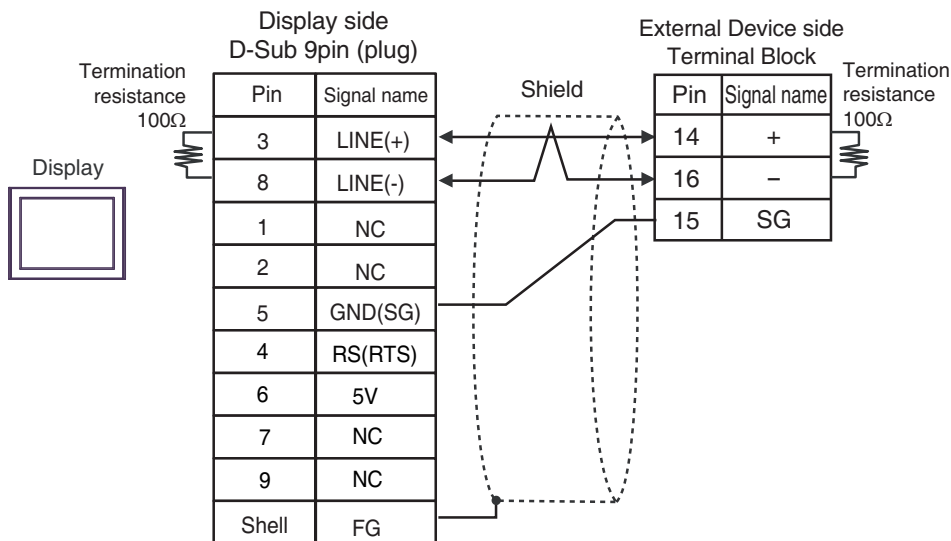 Display side
D-Sub 9pin (plug)
External Device side
Terminal Block
Termination
resistance
100Ω
Shield
Termination
resistance
100Ω
Display
Pin Signal name
3 LINE(+)
8 LINE(-)
1 NC
2 NC
5 GND(SG)
4 RS(RTS)
6 5V
7 NC
9 NC
Shell FG
Pin Signal name
14 +
16 −
15 SG